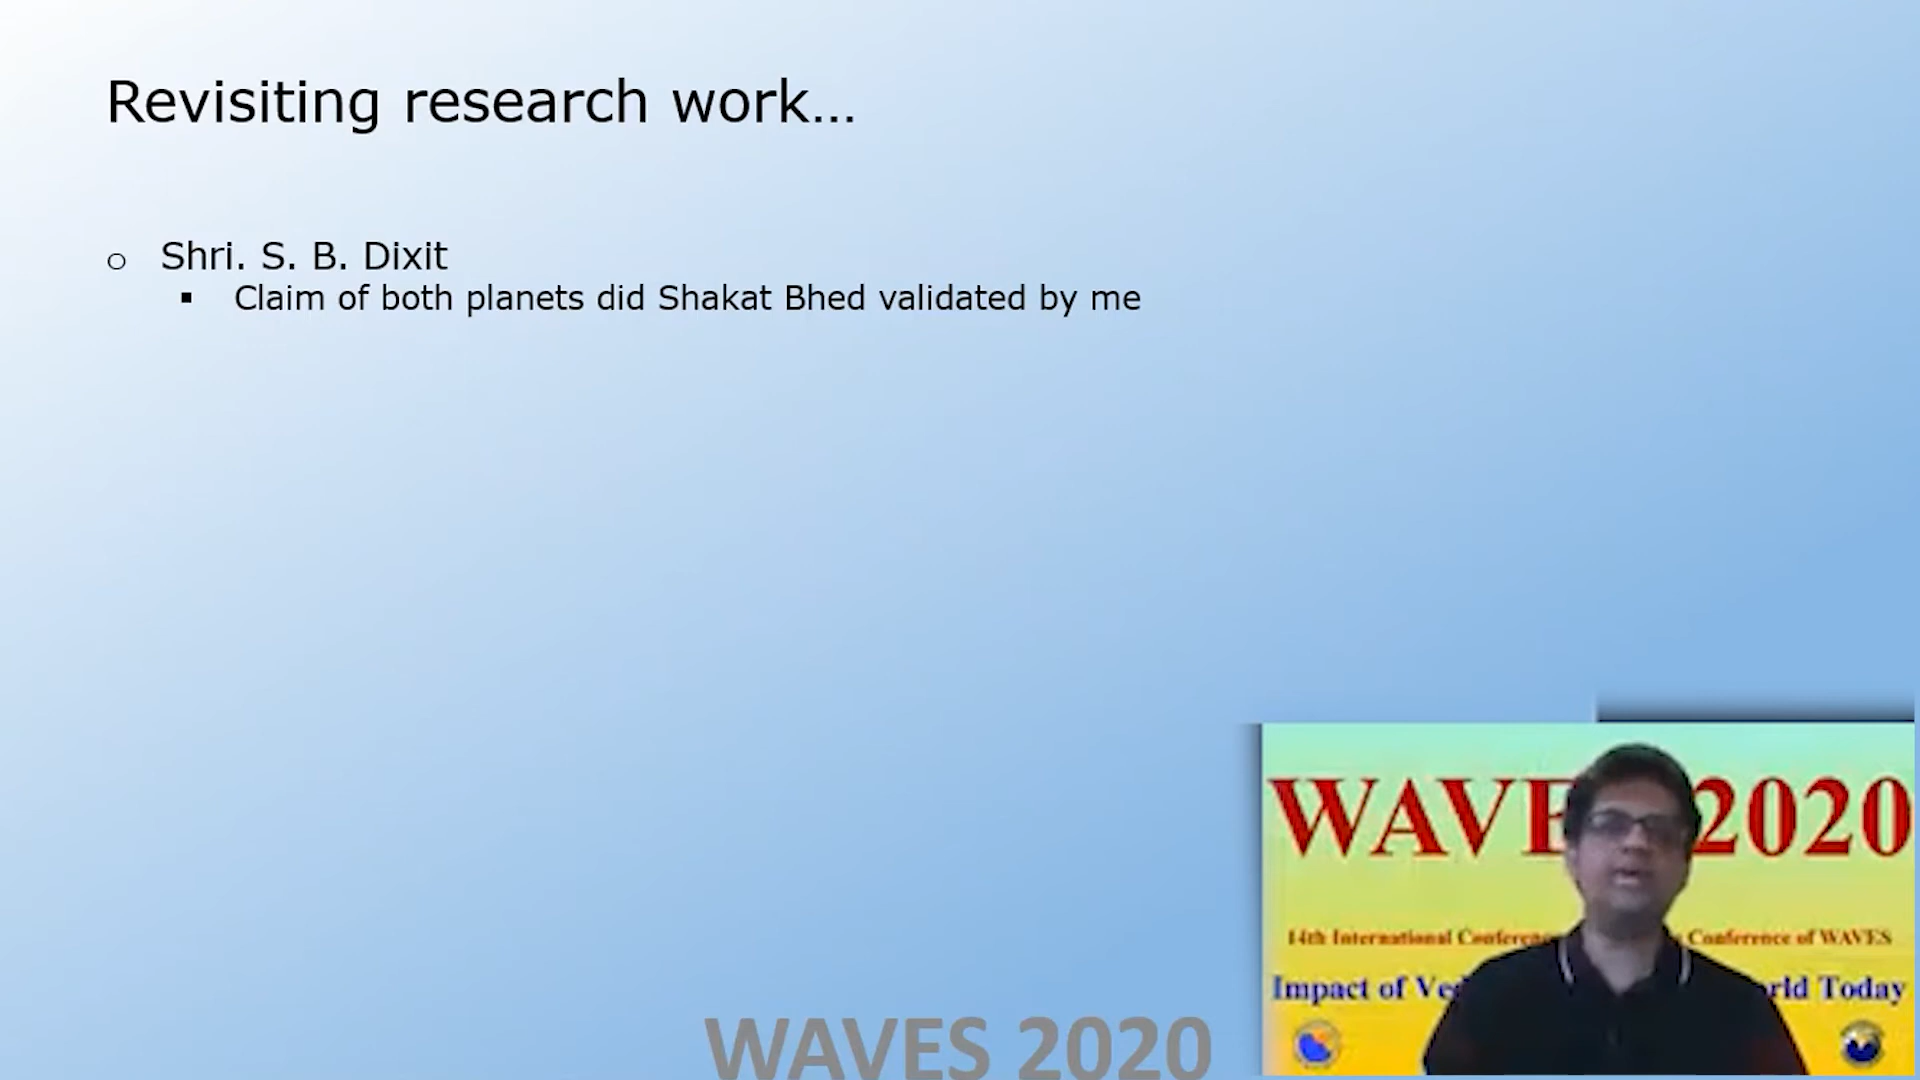 Revisiting research work...
Shri. S. B. Dixit
Claim of both planets did Shakat Bhed validated by me
WAVES 2020
WAVE 2020
14th International Conference Conference of WAVES
Impact of Ve rld Today